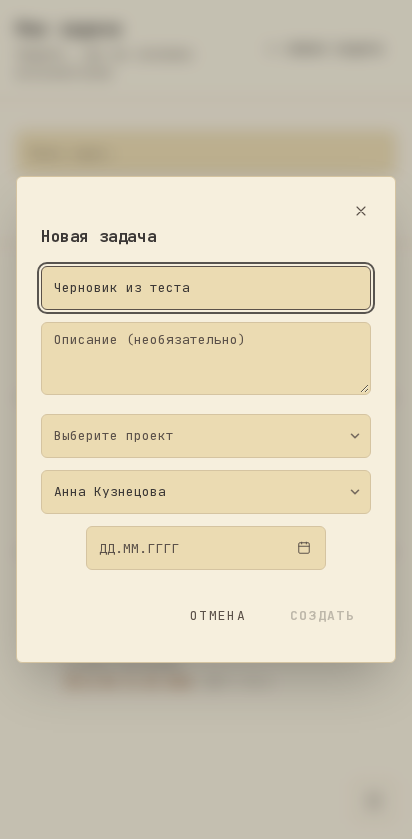 Новая задача
Черновик из теста
Описание (необязательно)
Выберите проект
Анна Кузнецова
ДД.ММ.ГГГГ
ОТМЕНА СОЗДАТЬ